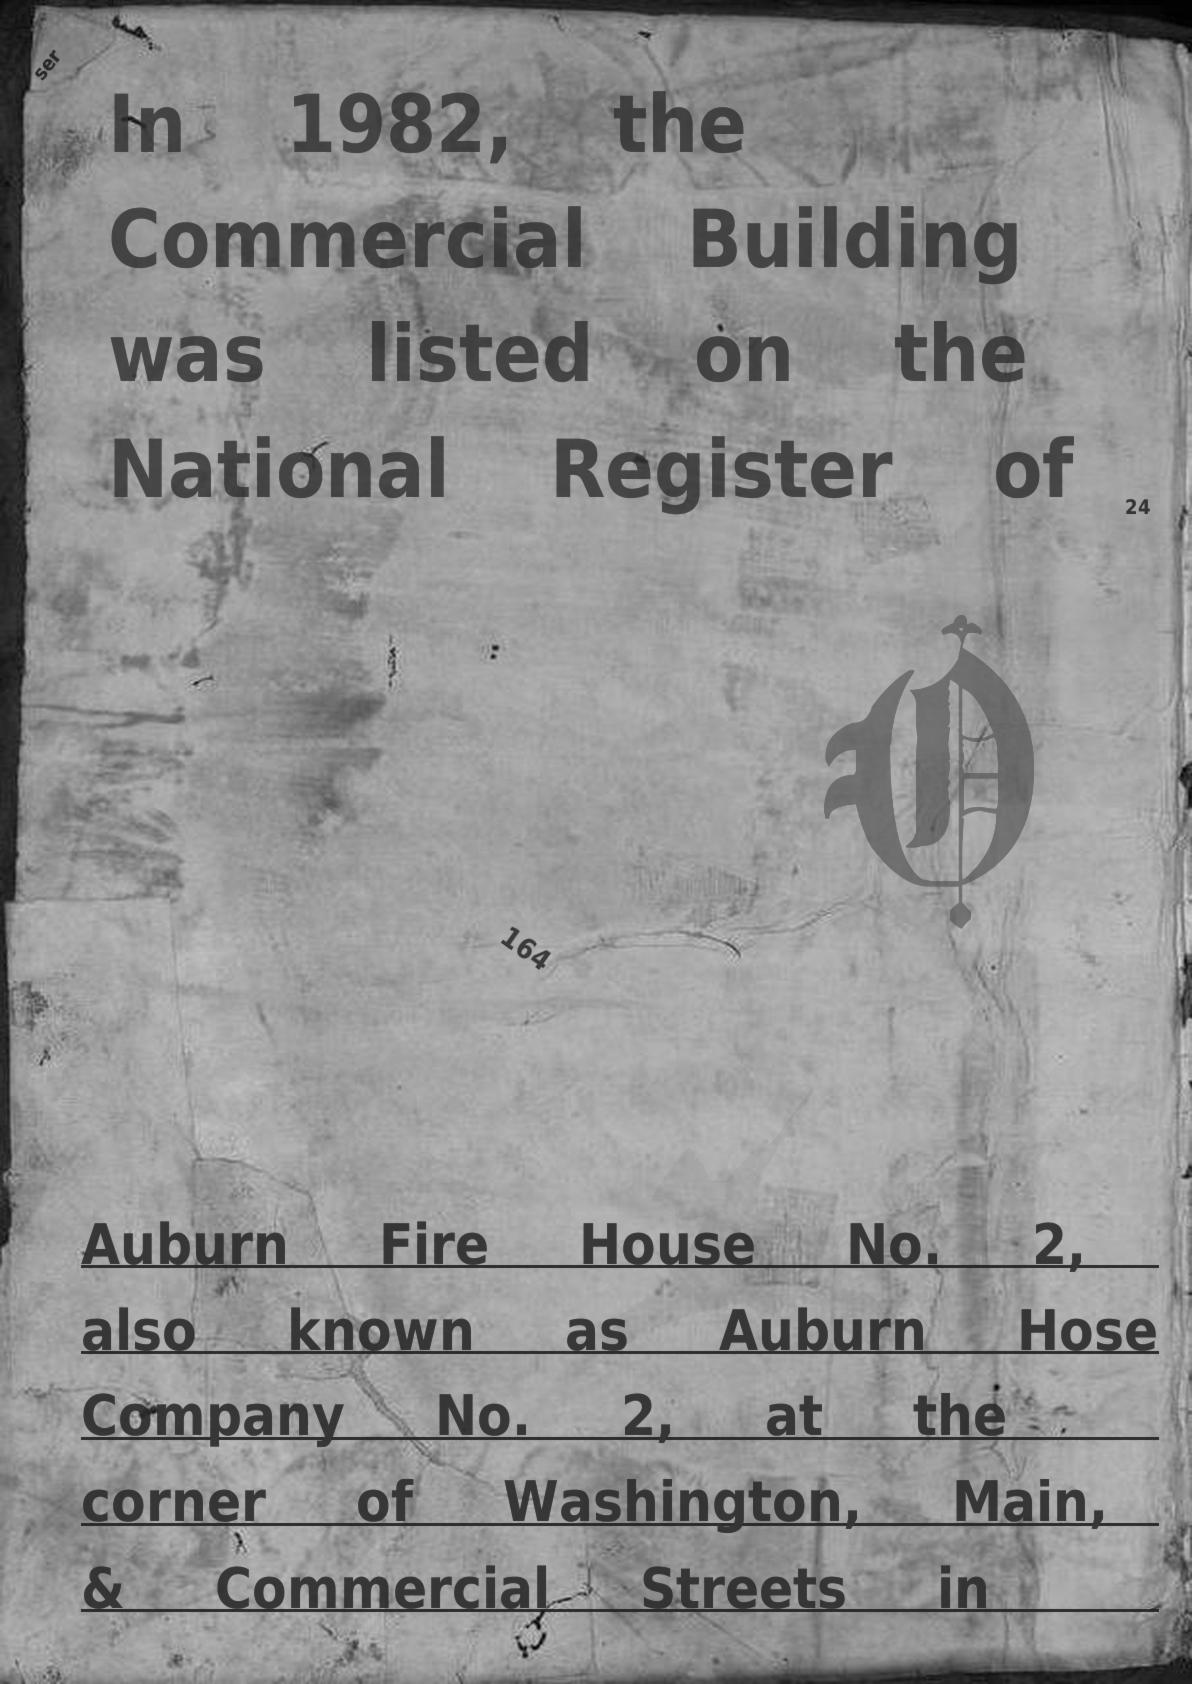 ser
In 1982, the
Commercial Building
was listed on the
National Register of
24
O
164
Auburn Fire House No. 2,
also known as Auburn Hose
Company No. 2, at the
corner of Washington, Main,
& Commercial Streets in